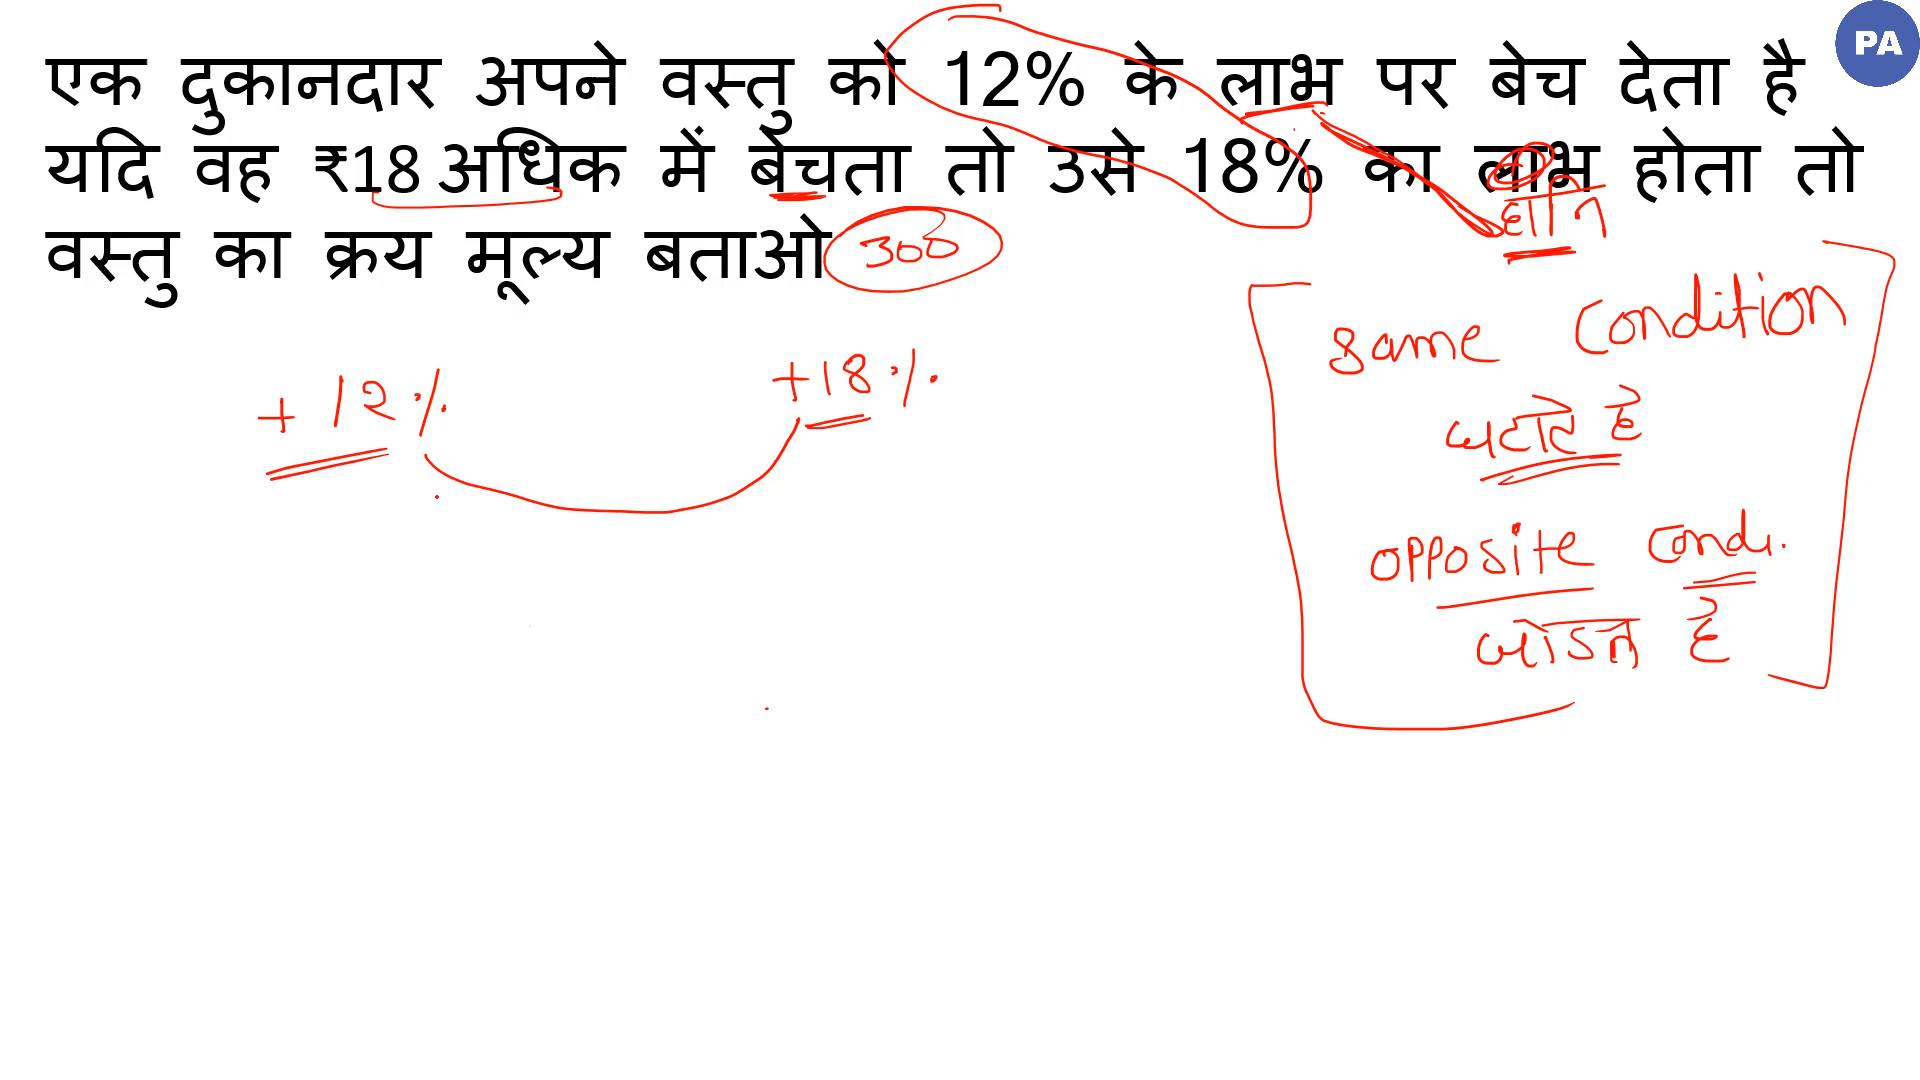 PA
एक दुकानदार अपने वस्तु को 12% के लाभ पर बेच देता है
यदि वह ₹18 अधिक में बेचता तो उसे 18% का लाभ होता तो
हानि
वस्तु का क्रय मूल्य बताओ 300
+ 12 %
+18 %
same condition
घटाते है
opposite condi.
जोडते है